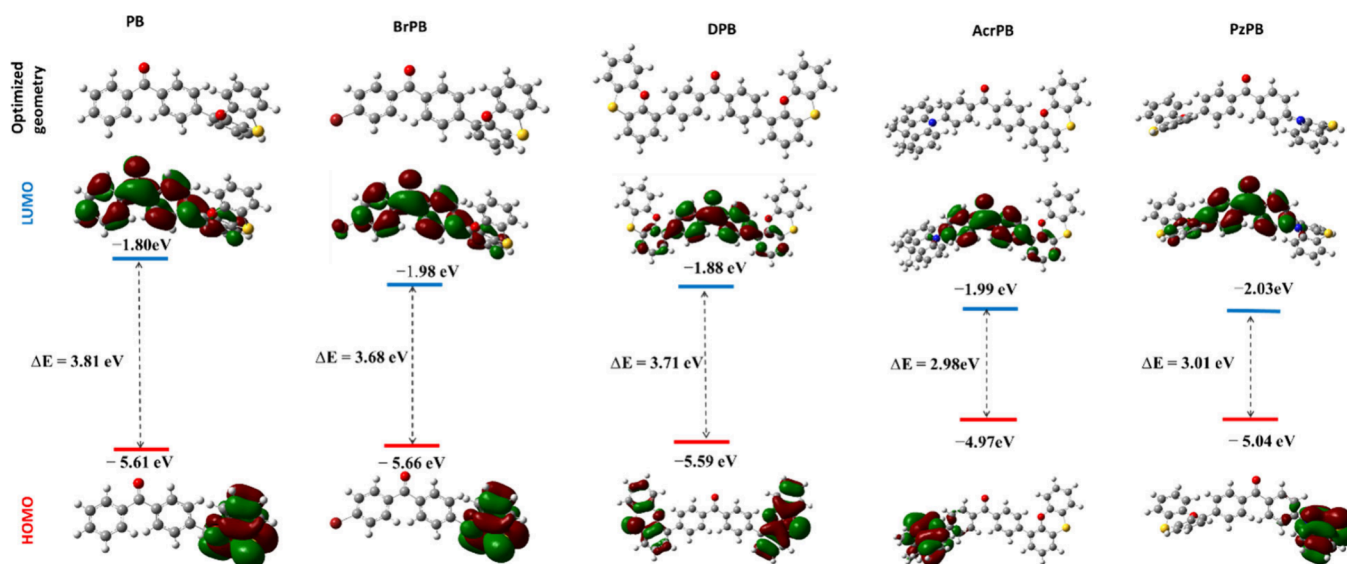 PB BrPB DPB AcrPB PzPB
Optimized
geometry
LUMO
−1.80eV −1.98 eV −1.88 eV −1.99 eV −2.03eV
ΔE = 3.81 eV ΔE = 3.68 eV ΔE = 3.71 eV ΔE = 2.98eV ΔE = 3.01 eV
− 5.61 eV − 5.66 eV −5.59 eV −4.97eV − 5.04 eV
HOMO